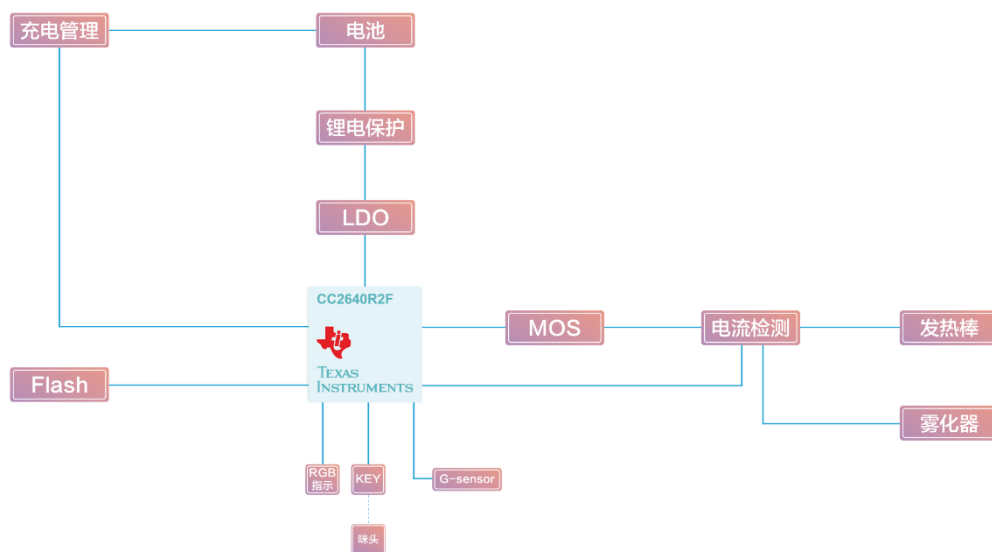 充电管理
电池
锂电保护
LDO
CC2640R2F
TEXAS
INSTRUMENTS
MOS
电流检测
发热棒
Flash
雾化器
RGB
指示
KEY
G-sensor
咪头